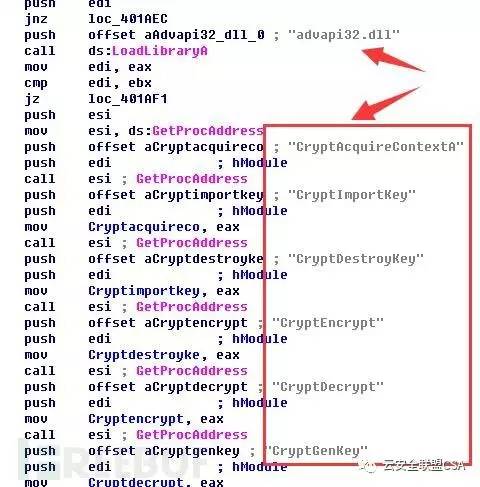 push edi
jnz loc_401AEC
push offset aAdvapi32_dll_0 ; "advapi32.dll"
call ds:LoadLibraryA
mov edi, eax
cmp edi, ebx
jz loc_401AF1
push esi
mov esi, ds:GetProcAddress
push offset aCryptacquireco ; "CryptAcquireContextA"
push edi ; hModule
call esi ; GetProcAddress
push offset aCryptimportkey ; "CryptImportKey"
push edi ; hModule
mov Cryptacquireco, eax
call esi ; GetProcAddress
push offset aCryptdestroyke ; "CryptDestroyKey"
push edi ; hModule
mov Cryptimportkey, eax
call esi ; GetProcAddress
push offset aCryptencrypt ; "CryptEncrypt"
push edi ; hModule
mov Cryptdestroyke, eax
call esi ; GetProcAddress
push offset aCryptdecrypt ; "CryptDecrypt"
push edi ; hModule
mov Cryptencrypt, eax
call esi ; GetProcAddress
push offset aCryptgenkey ; "CryptGenKey"
push edi ; hModule
mov Cryptdecrypt, eax
云安全联盟CSA